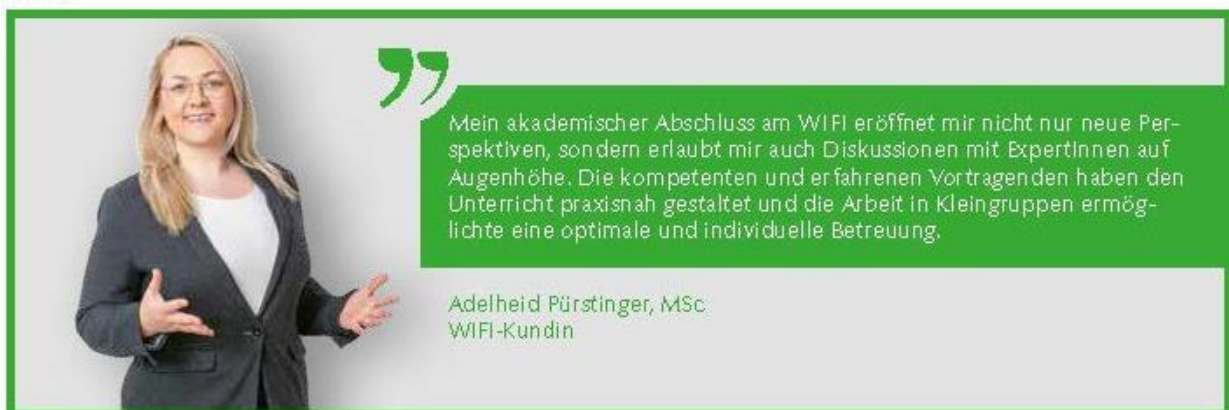 Mein akademischer Abschluss am WIFI eröffnet mir nicht nur neue Per-
spektiven, sondern erlaubt mir auch Diskussionen mit ExpertInnen auf
Augenhöhe. Die kompetenten und erfahrenen Vortragenden haben den
Unterricht praxisnah gestaltet und die Arbeit in Kleingruppen ermög-
lichte eine optimale und individuelle Betreuung.
Adelheid Pürstinger, MSc
WIFI-Kundin